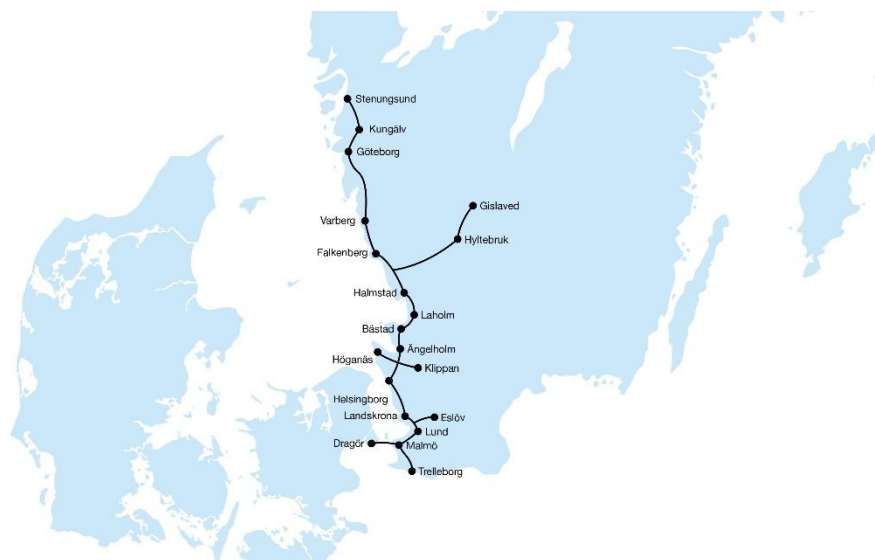 Stenungsund
Kungälv
Göteborg
Gislaved
Varberg
Hyltebruk
Falkenberg
Halmstad
Laholm
Båstad
Ängelholm
Höganäs
Klippan
Helsingborg
Landskrona
Eslöv
Lund
Dragör
Malmö
Trelleborg